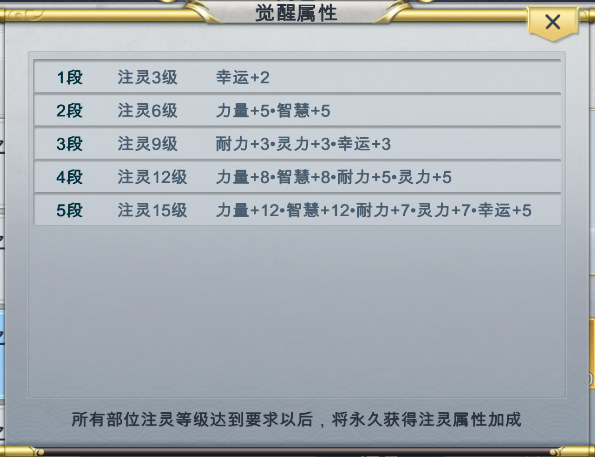 觉醒属性
1段 注灵3级 幸运+2
2段 注灵6级 力量+5•智慧+5
3段 注灵9级 耐力+3•灵力+3•幸运+3
4段 注灵12级 力量+8•智慧+8•耐力+5•灵力+5
5段 注灵15级 力量+12•智慧+12•耐力+7•灵力+7•幸运+5
所有部位注灵等级达到要求以后，将永久获得注灵属性加成